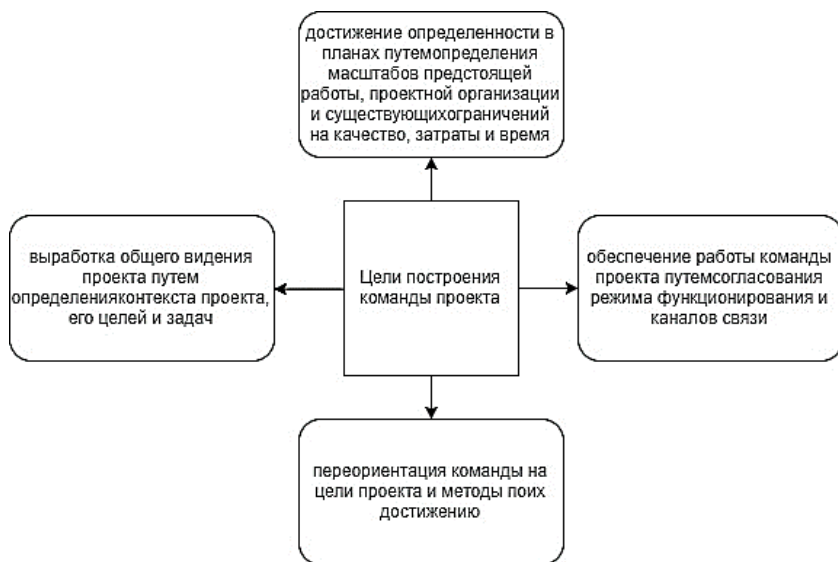 достижение определенности в
планах путемопределения
масштабов предстоящей
работы, проектной организации
и существующихограничений
на качество, затраты и время
выработка общего видения
проекта путем
определенияконтекста проекта,
его целей и задач
Цели построения
команды проекта
обеспечение работы команды
проекта путемсогласования
режима функционирования и
каналов связи
переориентация команды на
цели проекта и методы поих
достижению